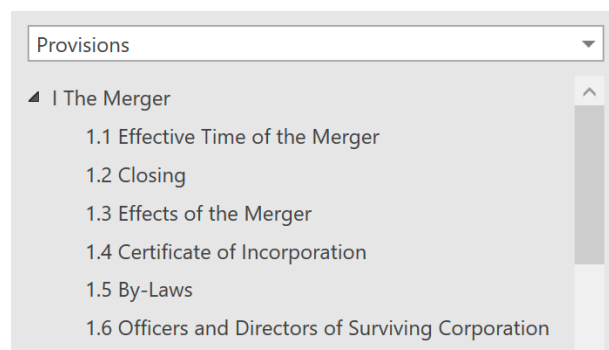 Provisions
I The Merger
1.1 Effective Time of the Merger
1.2 Closing
1.3 Effects of the Merger
1.4 Certificate of Incorporation
1.5 By-Laws
1.6 Officers and Directors of Surviving Corporation